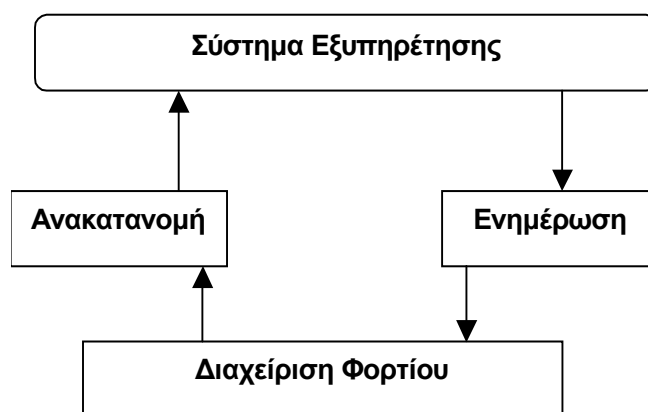 Σύστημα Εξυπηρέτησης
Ανακατανομή
Ενημέρωση
Διαχείριση Φορτίου